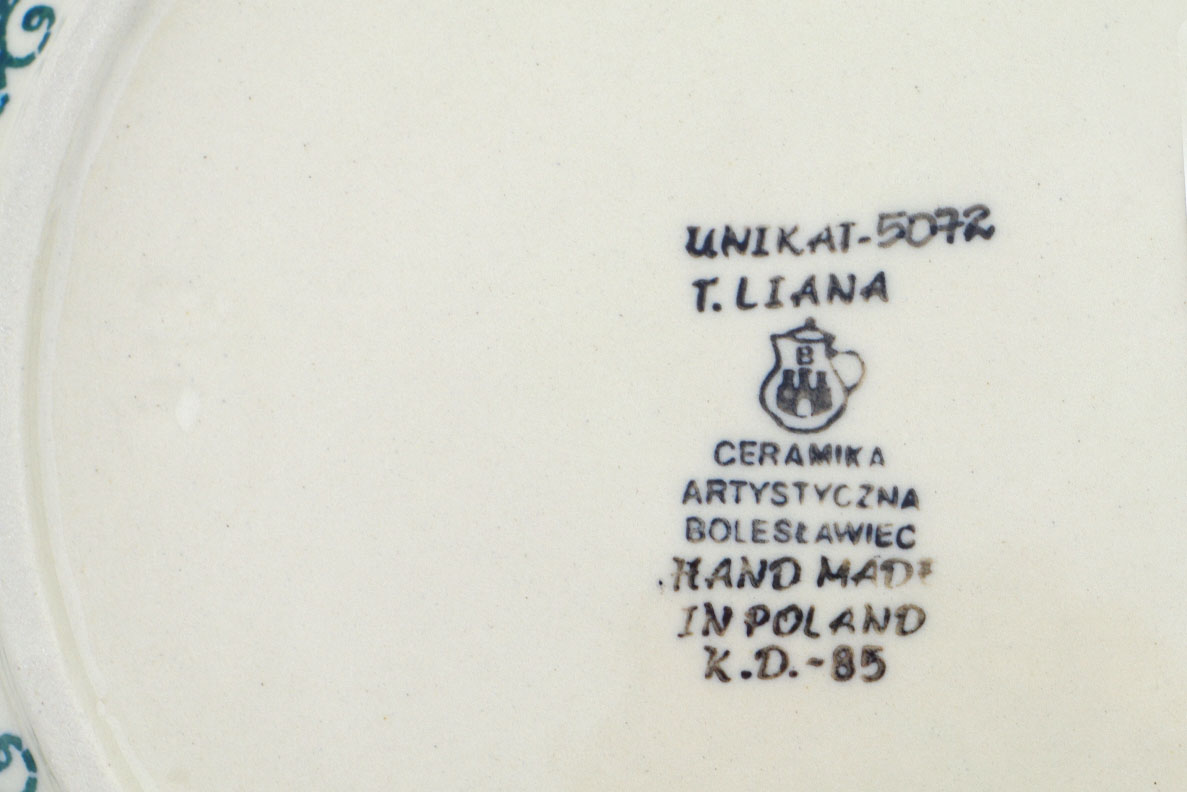 UNIKAT-5072
T. LIANA
B
CERAMIKA
ARTYSTYCZNA
BOLESŁAWIEC
HAND MADE
IN POLAND
K.D.-85